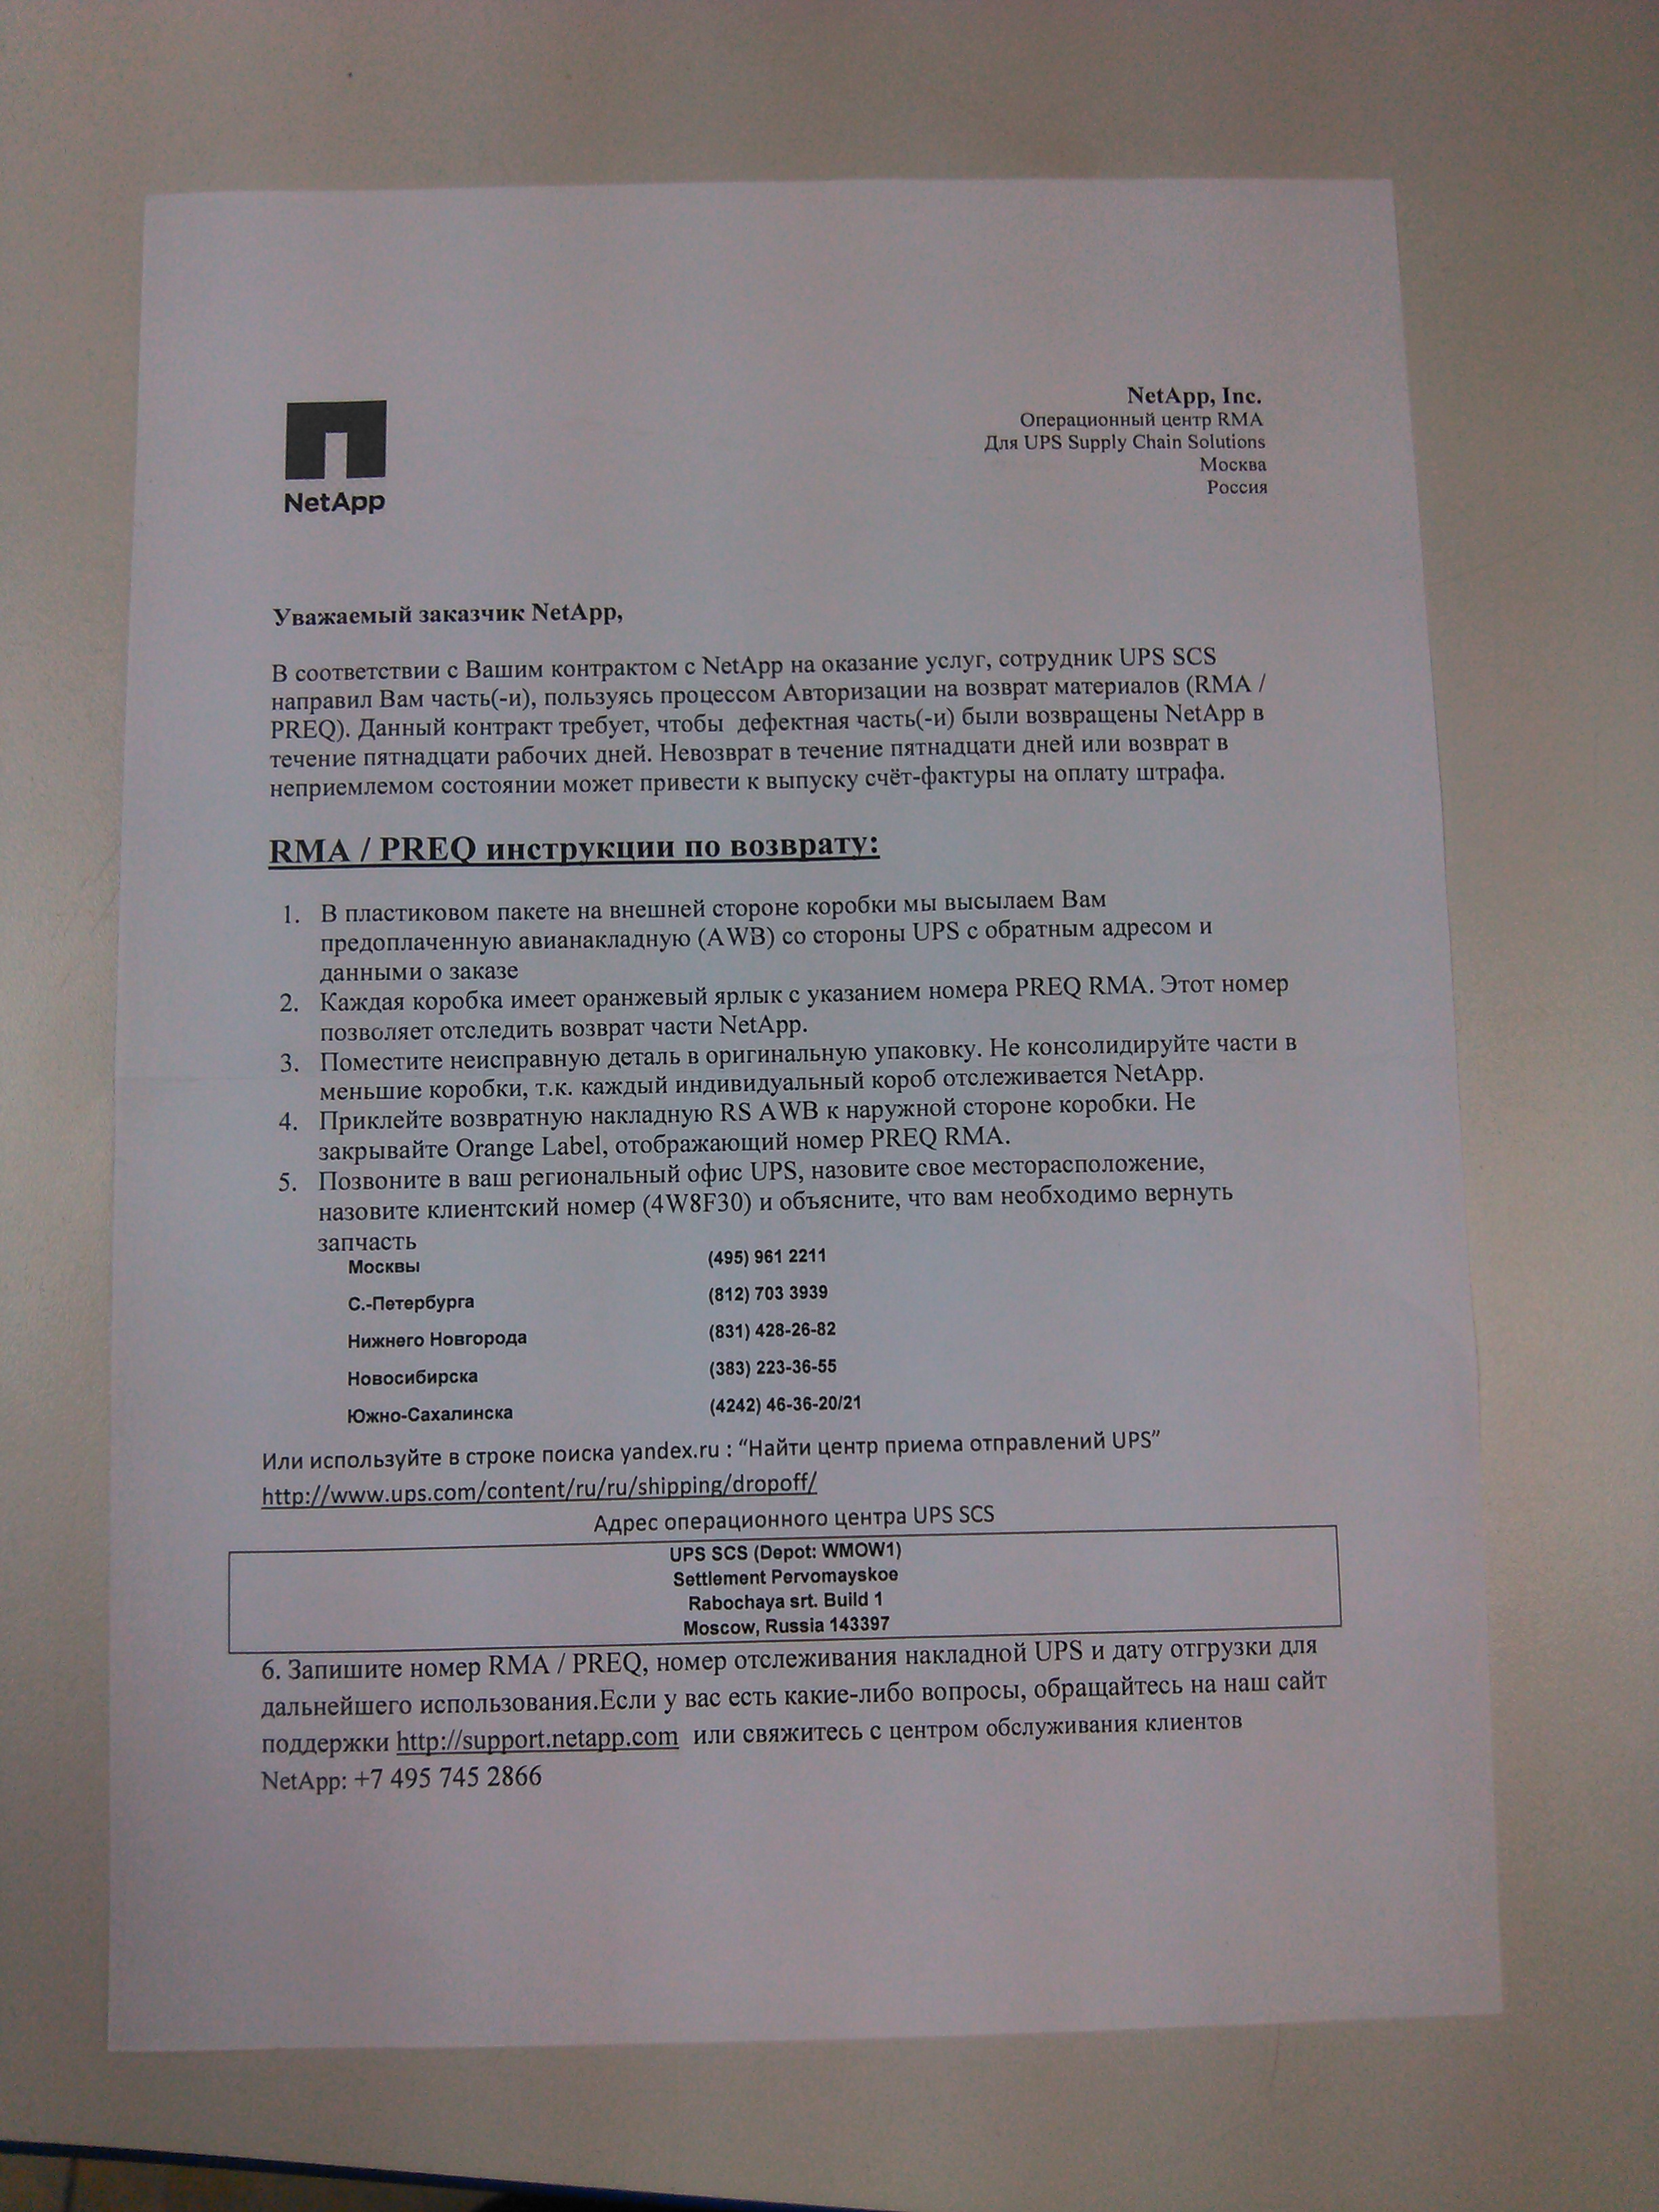 NetApp
NetApp, Inc.
Операционный центр RMA
Для UPS Supply Chain Solutions
Москва
Россия
Уважаемый заказчик NetApp,
В соответствии с Вашим контрактом с NetApp на оказание услуг, сотрудник UPS SCS
направил Вам часть(-и), пользуясь процессом Авторизации на возврат материалов (RMA /
PREQ). Данный контракт требует, чтобы дефектная часть(-и) были возвращены NetApp в
течение пятнадцати рабочих дней. Невозврат в течение пятнадцати дней или возврат в
неприемлемом состоянии может привести к выпуску счёт-фактуры на оплату штрафа.
RMA / PREQ инструкции по возврату:
1. В пластиковом пакете на внешней стороне коробки мы высылаем Вам
предоплаченную авианакладную (AWB) со стороны UPS с обратным адресом и
данными о заказе
2. Каждая коробка имеет оранжевый ярлык с указанием номера PREQ RMA. Этот номер
позволяет отследить возврат части NetApp.
3. Поместите неисправную деталь в оригинальную упаковку. Не консолидируйте части в
меньшие коробки, т.к. каждый индивидуальный короб отслеживается NetApp.
4. Приклейте возвратную накладную RS AWB к наружной стороне коробки. Не
закрывайте Orange Label, отображающий номер PREQ RMA.
5. Позвоните в ваш региональный офис UPS, назовите свое месторасположение,
назовите клиентский номер (4W8F30) и объясните, что вам необходимо вернуть
запчасть
Москвы (495) 961 2211
С.-Петербурга (812) 703 3939
Нижнего Новгорода (831) 428-26-82
Новосибирска (383) 223-36-55
Южно-Сахалинска (4242) 46-36-20/21
Или используйте в строке поиска yandex.ru : “Найти центр приема отправлений UPS”
http://www.ups.com/content/ru/ru/shipping/dropoff/
Адрес операционного центра UPS SCS
UPS SCS (Depot: WMOW1)
Settlement Pervomayskoe
Rabochaya srt. Build 1
Moscow, Russia 143397
6. Запишите номер RMA / PREQ, номер отслеживания накладной UPS и дату отгрузки для
дальнейшего использования.Если у вас есть какие-либо вопросы, обращайтесь на наш сайт
поддержки http://support.netapp.com или свяжитесь с центром обслуживания клиентов
NetApp: +7 495 745 2866